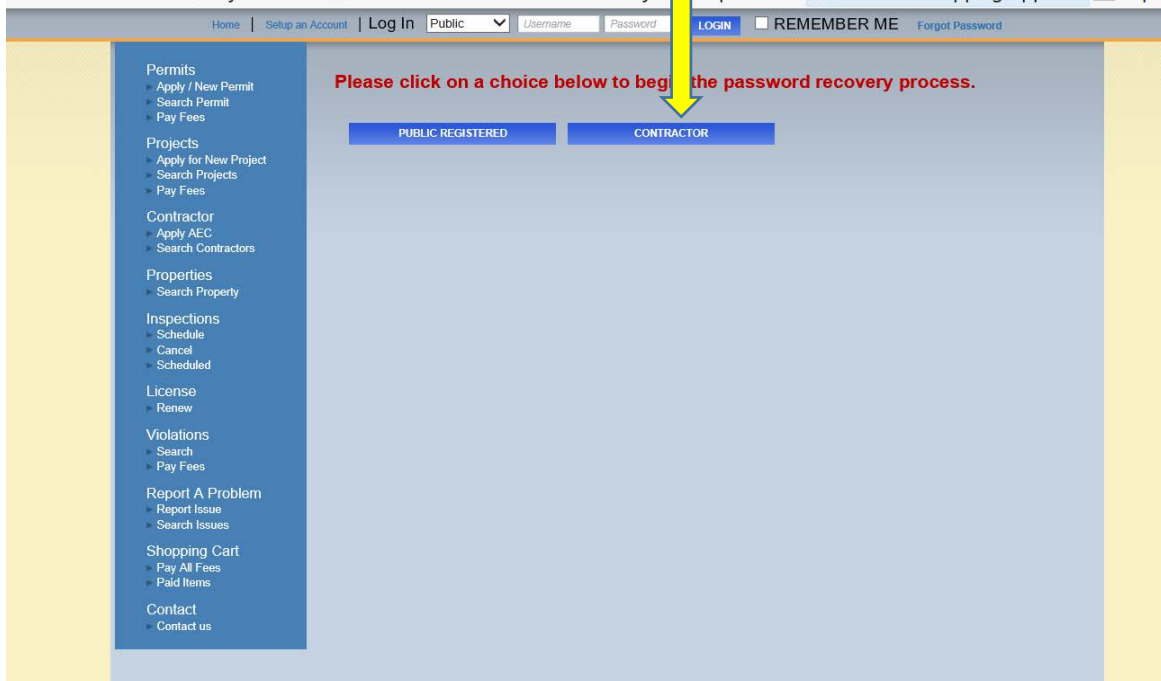 Home | Setup an Account | Log In Public Username Password LOGIN REMEMBER ME Forgot Password
Please click on a choice below to begin the password recovery process.
PUBLIC REGISTERED CONTRACTOR
Permits
Apply / New Permit
Search Permit
Pay Fees
Projects
Apply for New Project
Search Projects
Pay Fees
Contractor
Apply AEC
Search Contractors
Properties
Search Property
Inspections
Schedule
Cancel
Scheduled
License
Renew
Violations
Search
Pay Fees
Report A Problem
Report Issue
Search Issues
Shopping Cart
Pay All Fees
Paid Items
Contact
Contact us